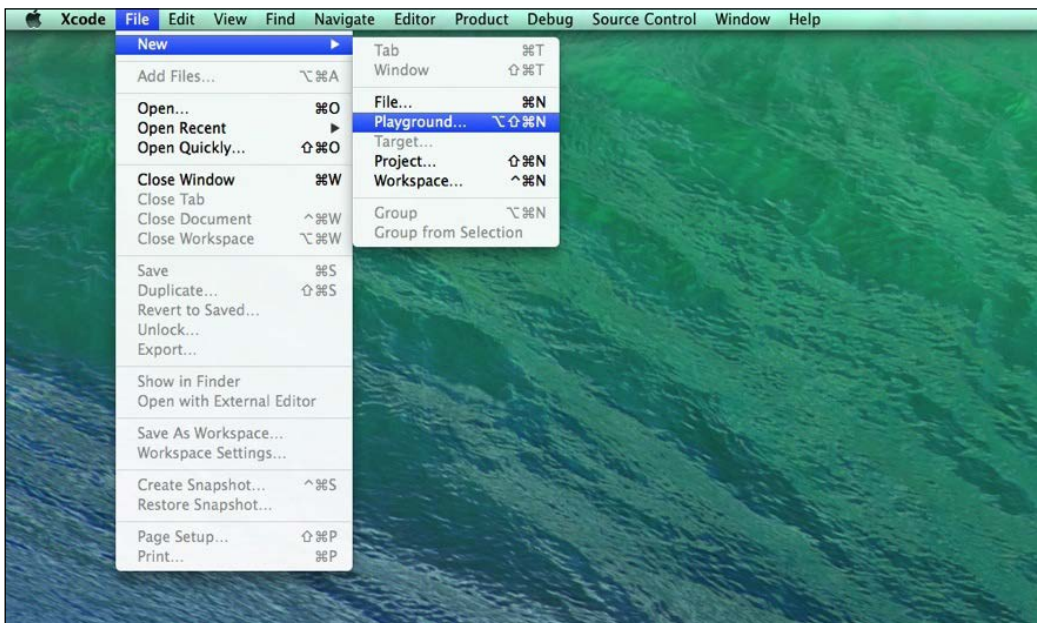 Xcode File Edit View Find Navigate Editor Product Debug Source Control Window Help
New ▶
Add Files... ⌥⌘A
Open... ⌘O
Open Recent ▶
Open Quickly... ⇧⌘O
Close Window ⌘W
Close Tab
Close Document ^⌘W
Close Workspace ⌥⌘W
Save ⌘S
Duplicate... ⇧⌘S
Revert to Saved...
Unlock...
Export...
Show in Finder
Open with External Editor
Save As Workspace...
Workspace Settings...
Create Snapshot... ^⌘S
Restore Snapshot...
Page Setup... ⇧⌘P
Print... ⌘P
Tab ⌘T
Window ⇧⌘T
File... ⌘N
Playground... ⌥⇧⌘N
Target...
Project... ⇧⌘N
Workspace... ^⌘N
Group ⌥⌘N
Group from Selection